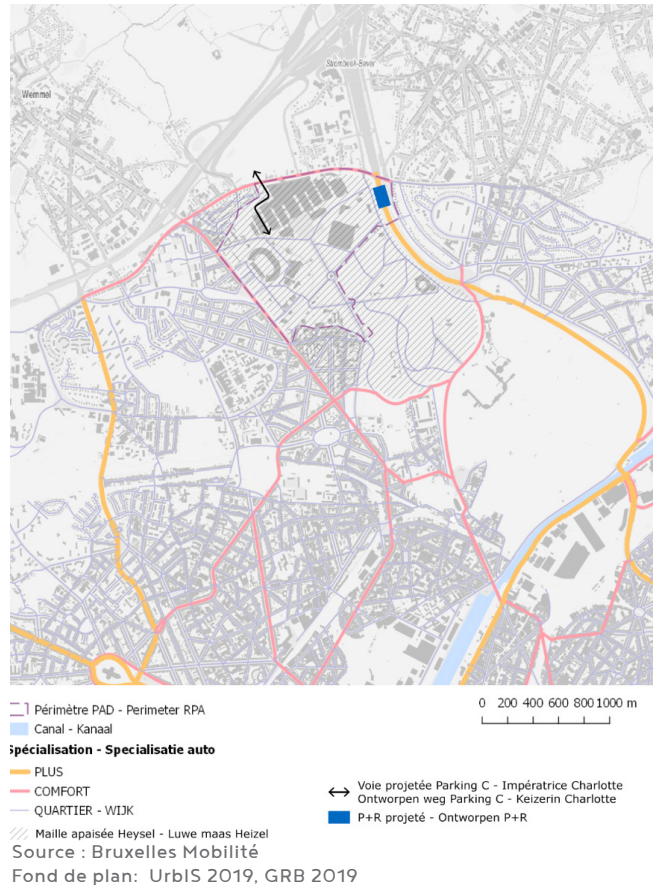 Strombeek-Bever
Wemmel
Périmètre PAD - Perimeter RPA
Canal - Kanaal
Spécialisation - Specialisatie auto
PLUS
COMFORT
QUARTIER - WIJK
Maille apaisée Heysel - Luwe maas Heizel
0 200 400 600 800 1000 m
Voie projetée Parking C - Impératrice Charlotte
Ontworpen weg Parking C - Keizerin Charlotte
P+R projeté - Ontworpen P+R
Source : Bruxelles Mobilité
Fond de plan: UrbIS 2019, GRB 2019